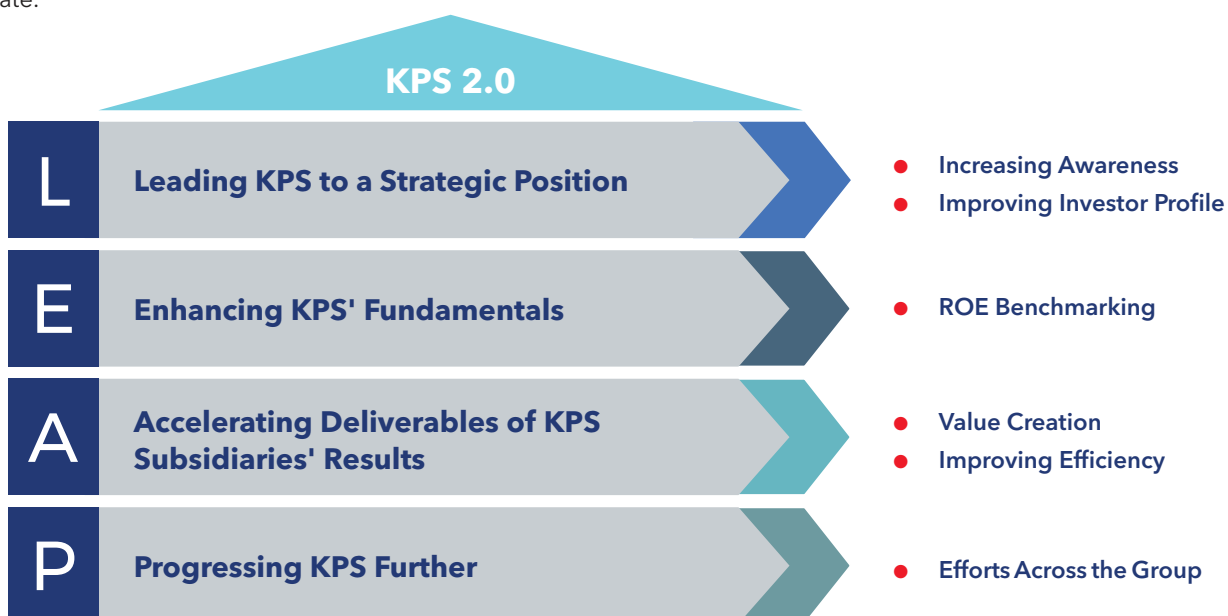 ate.
KPS 2.0
L
Leading KPS to a Strategic Position
Increasing Awareness
Improving Investor Profile
E
Enhancing KPS' Fundamentals
ROE Benchmarking
A
Accelerating Deliverables of KPS
Subsidiaries' Results
Value Creation
Improving Efficiency
P
Progressing KPS Further
Efforts Across the Group